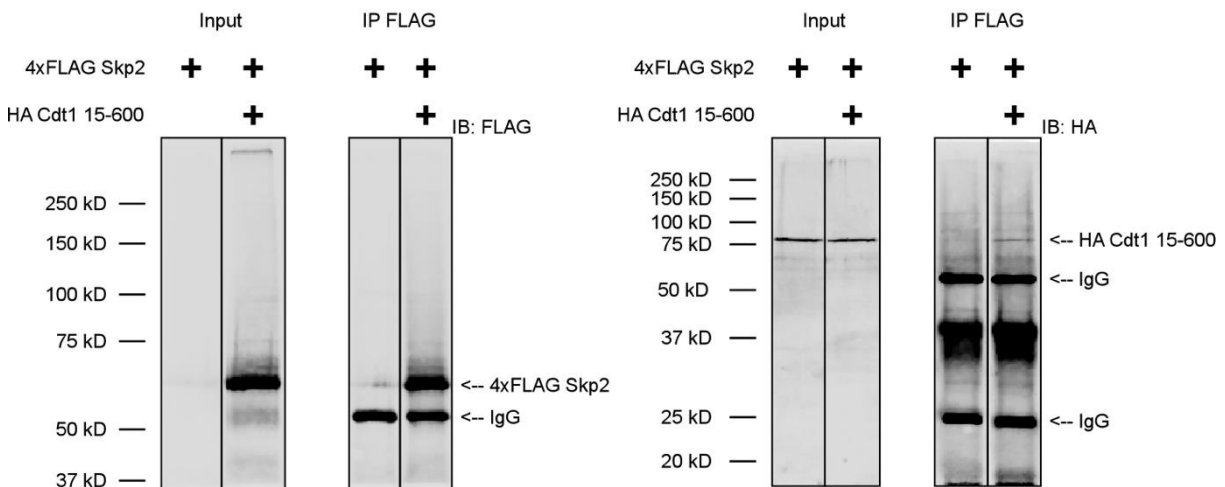 Input IP FLAG
4xFLAG Skp2 + + + +
HA Cdt1 15-600 + +
IB: FLAG
250 kD
150 kD
100 kD
75 kD
<-- 4xFLAG Skp2
<-- IgG
50 kD
37 kD
Input IP FLAG
4xFLAG Skp2 + + + +
HA Cdt1 15-600 + +
IB: HA
250 kD
150 kD
100 kD
75 kD
<-- HA Cdt1 15-600
<-- IgG
50 kD
37 kD
25 kD
<-- IgG
20 kD